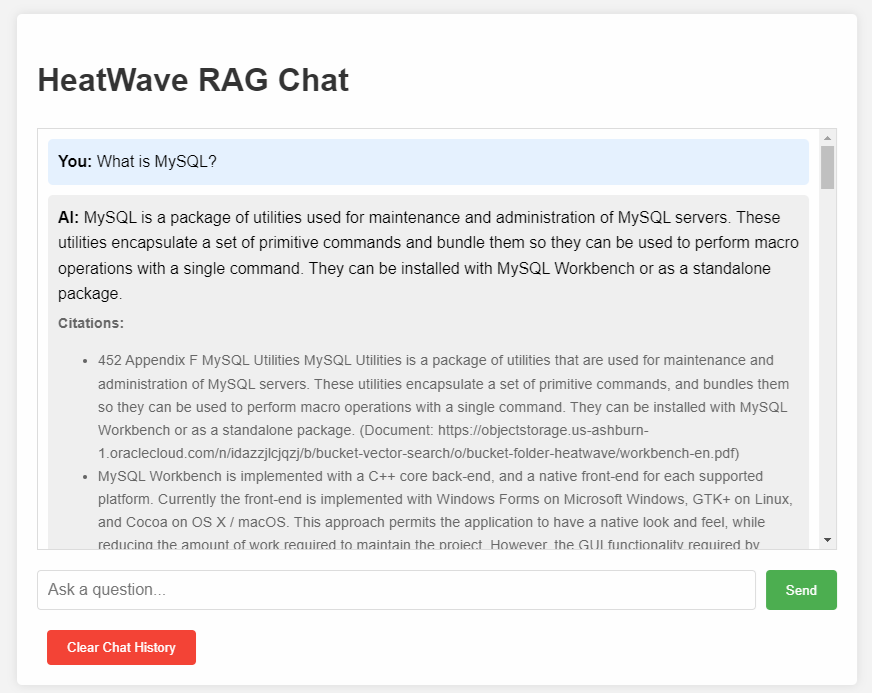 HeatWave RAG Chat
You: What is MySQL?
AI: MySQL is a package of utilities used for maintenance and administration of MySQL servers. These
utilities encapsulate a set of primitive commands and bundle them so they can be used to perform macro
operations with a single command. They can be installed with MySQL Workbench or as a standalone
package.
Citations:
• 452 Appendix F MySQL Utilities MySQL Utilities is a package of utilities that are used for maintenance and
administration of MySQL servers. These utilities encapsulate a set of primitive commands, and bundles them
so they can be used to perform macro operations with a single command. They can be installed with MySQL
Workbench or as a standalone package. (Document: https://objectstorage.us-ashburn-
1.oraclecloud.com/n/idazzjlcjqzj/b/bucket-vector-search/o/bucket-folder-heatwave/workbench-en.pdf)
• MySQL Workbench is implemented with a C++ core back-end, and a native front-end for each supported
platform. Currently the front-end is implemented with Windows Forms on Microsoft Windows, GTK+ on Linux,
and Cocoa on OS X / macOS. This approach permits the application to have a native look and feel, while
reducing the amount of work required to maintain the project. However, the GUI functionality required by
Ask a question...
Send
Clear Chat History